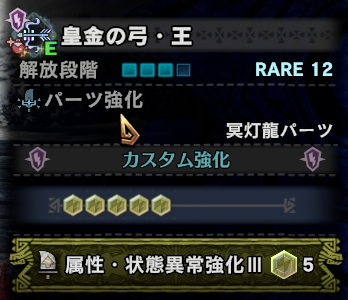 E 皇金の弓・王
解放段階 RARE 12
パーツ強化
冥灯龍パーツ
カスタム強化
属性・状態異常強化Ⅲ 5